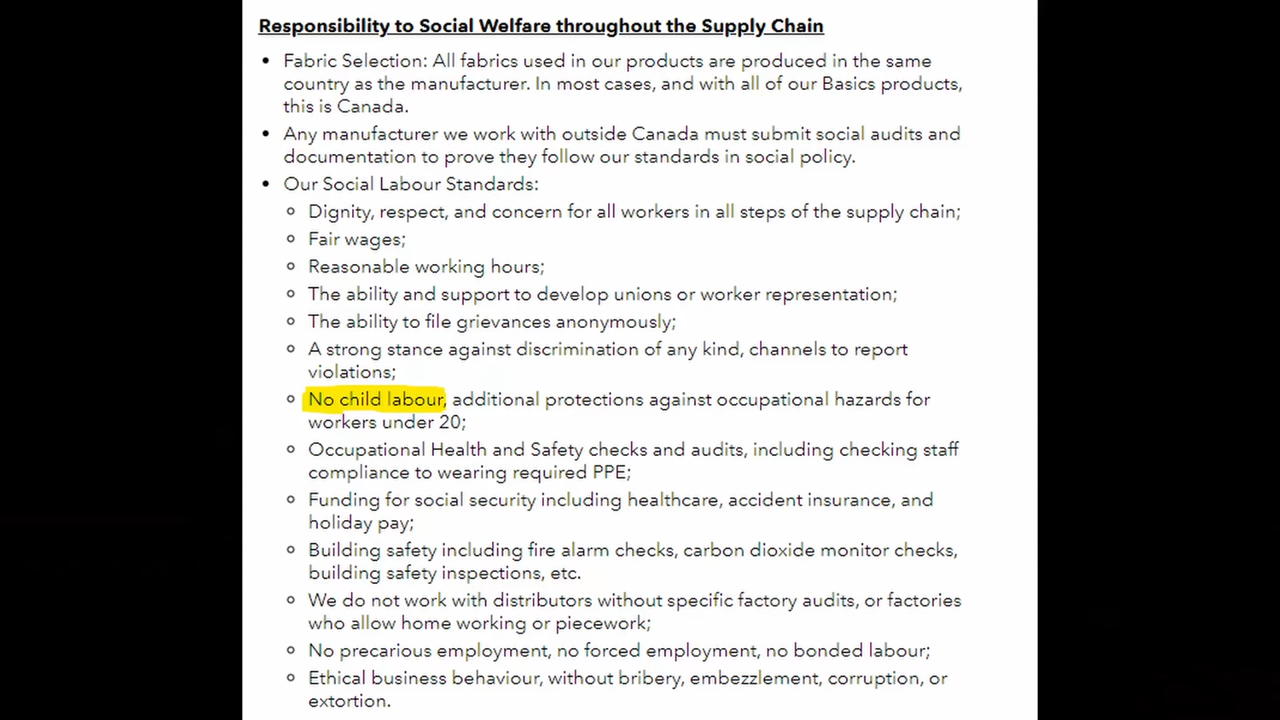 Responsibility to Social Welfare throughout the Supply Chain
• Fabric Selection: All fabrics used in our products are produced in the same
country as the manufacturer. In most cases, and with all of our Basics products,
this is Canada.
• Any manufacturer we work with outside Canada must submit social audits and
documentation to prove they follow our standards in social policy.
• Our Social Labour Standards:
◦ Dignity, respect, and concern for all workers in all steps of the supply chain;
◦ Fair wages;
◦ Reasonable working hours;
◦ The ability and support to develop unions or worker representation;
◦ The ability to file grievances anonymously;
◦ A strong stance against discrimination of any kind, channels to report
violations;
◦ No child labour, additional protections against occupational hazards for
workers under 20;
◦ Occupational Health and Safety checks and audits, including checking staff
compliance to wearing required PPE;
◦ Funding for social security including healthcare, accident insurance, and
holiday pay;
◦ Building safety including fire alarm checks, carbon dioxide monitor checks,
building safety inspections, etc.
◦ We do not work with distributors without specific factory audits, or factories
who allow home working or piecework;
◦ No precarious employment, no forced employment, no bonded labour;
◦ Ethical business behaviour, without bribery, embezzlement, corruption, or
extortion.